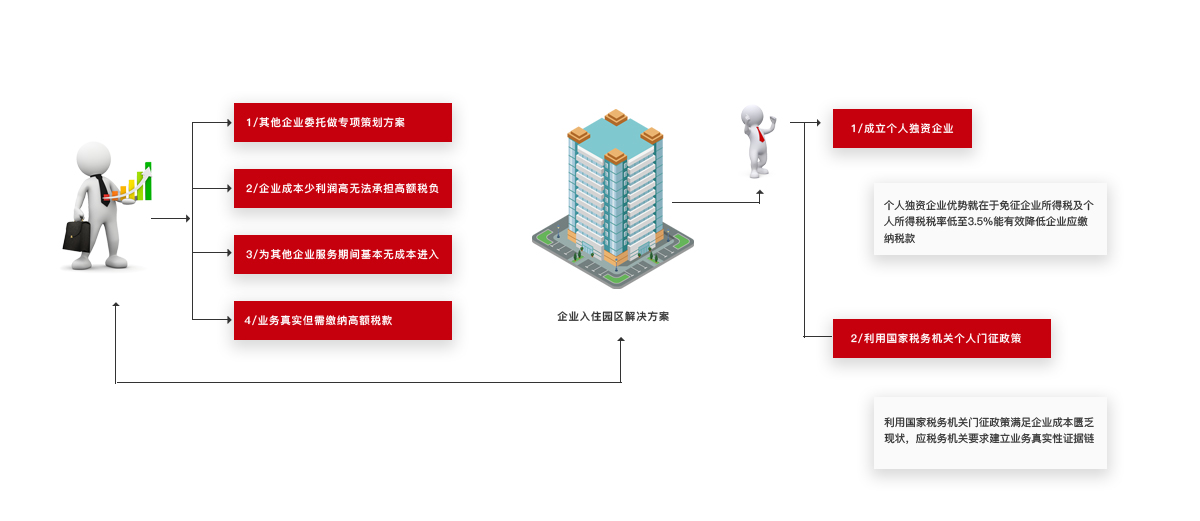 1/其他企业委托做专项策划方案
2/企业成本少利润高无法承担高额税负
3/为其他企业服务期间基本无成本进入
4/业务真实但需缴纳高额税款
企业入住园区解决方案
1/成立个人独资企业
个人独资企业优势就在于免征企业所得税及个
人所得税税率低至3.5%能有效降低企业应缴
纳税款
2/利用国家税务机关个人门征政策
利用国家税务机关门征政策满足企业成本匮乏
现状，应税务机关要求建立业务真实性证据链